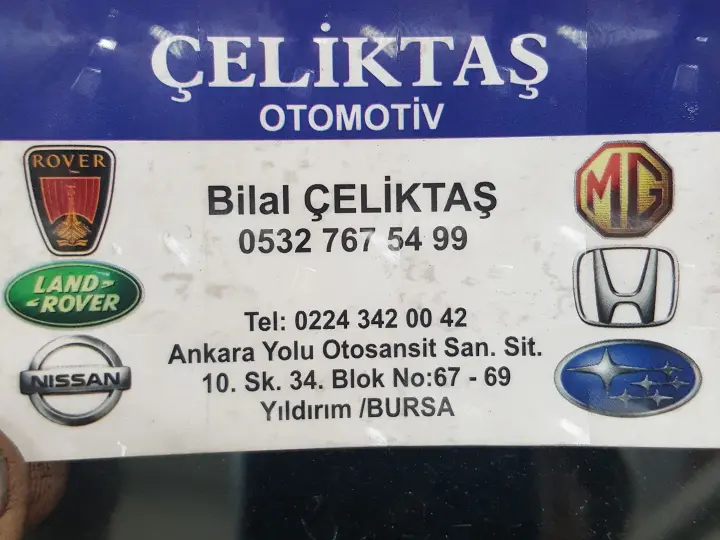 ÇELİKTAŞ
OTOMOTİV
ROVER
MG
Bilal ÇELİKTAŞ
0532 767 54 99
LAND-
-ROVER
Tel: 0224 342 00 42
NISSAN
Ankara Yolu Otosansit San. Sit.
10. Sk. 34. Blok No:67 - 69
Yıldırım /BURSA